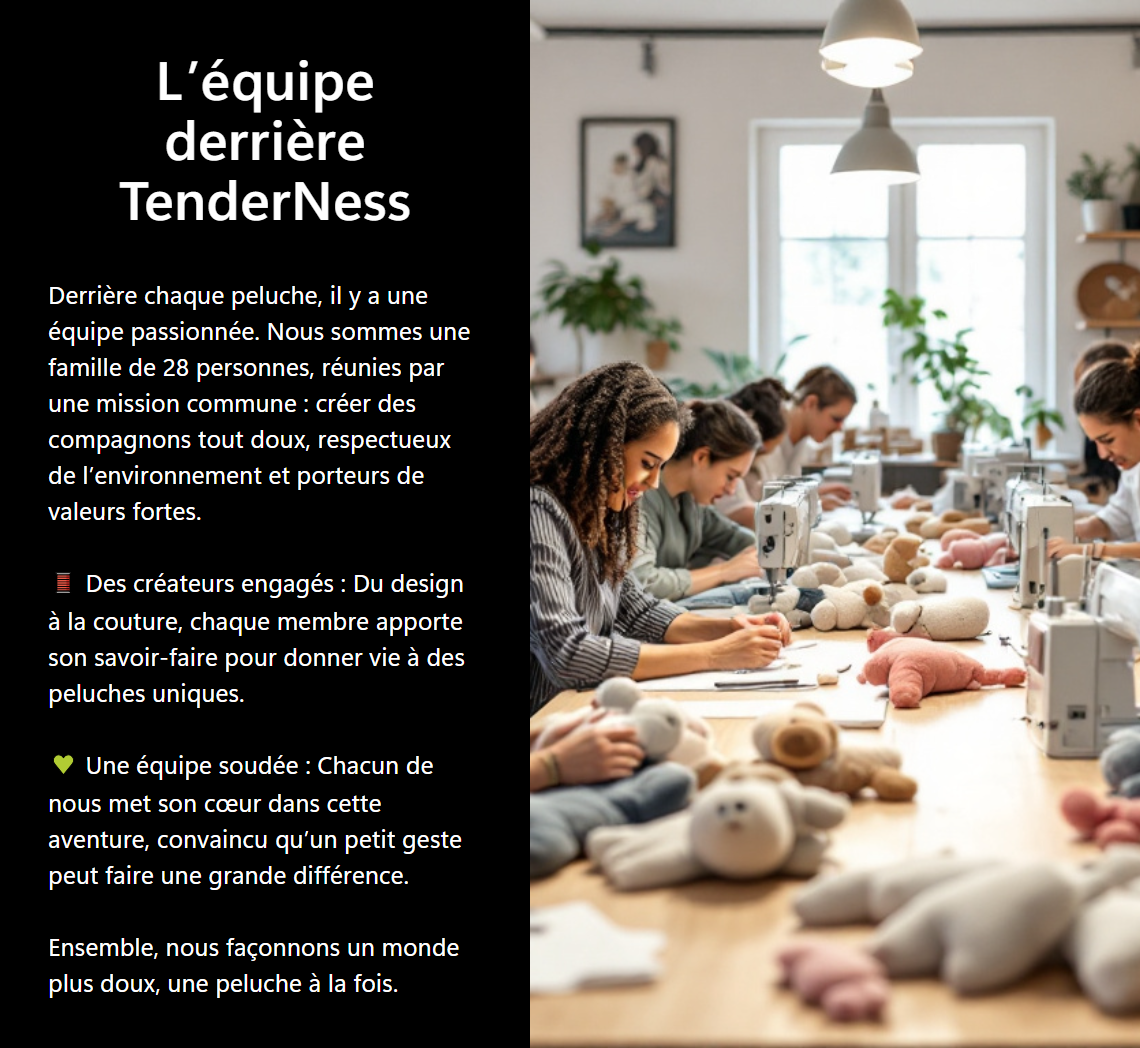 L’équipe
derrière
TenderNess
Derrière chaque peluche, il y a une
équipe passionnée. Nous sommes une
famille de 28 personnes, réunies par
une mission commune : créer des
compagnons tout doux, respectueux
de l’environnement et porteurs de
valeurs fortes.
🧵 Des créateurs engagés : Du design
à la couture, chaque membre apporte
son savoir-faire pour donner vie à des
peluches uniques.
💚 Une équipe soudée : Chacun de
nous met son cœur dans cette
aventure, convaincu qu’un petit geste
peut faire une grande différence.
Ensemble, nous façonnons un monde
plus doux, une peluche à la fois.